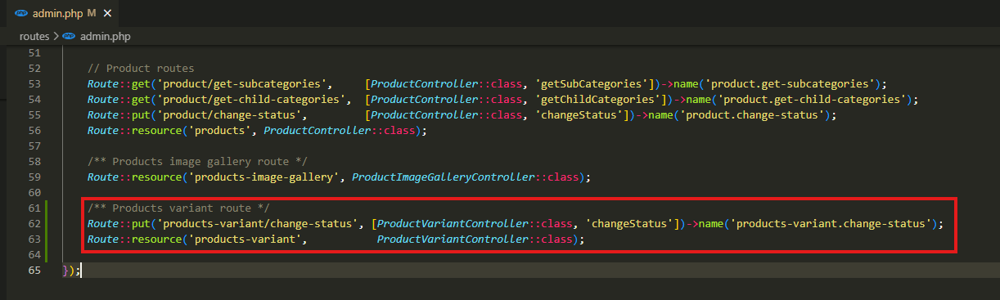 php admin.php M ✕
routes > php admin.php
51
52 // Product routes
53 Route::get('product/get-subcategories', [ProductController::class, 'getSubCategories'])->name('product.get-subcategories');
54 Route::get('product/get-child-categories', [ProductController::class, 'getChildCategories'])->name('product.get-child-categories');
55 Route::put('product/change-status', [ProductController::class, 'changeStatus'])->name('product.change-status');
56 Route::resource('products', ProductController::class);
57
58 /** Products image gallery route */
59 Route::resource('products-image-gallery', ProductImageGalleryController::class);
60
61 /** Products variant route */
62 Route::put('products-variant/change-status', [ProductVariantController::class, 'changeStatus'])->name('products-variant.change-status');
63 Route::resource('products-variant', ProductVariantController::class);
64
65 });